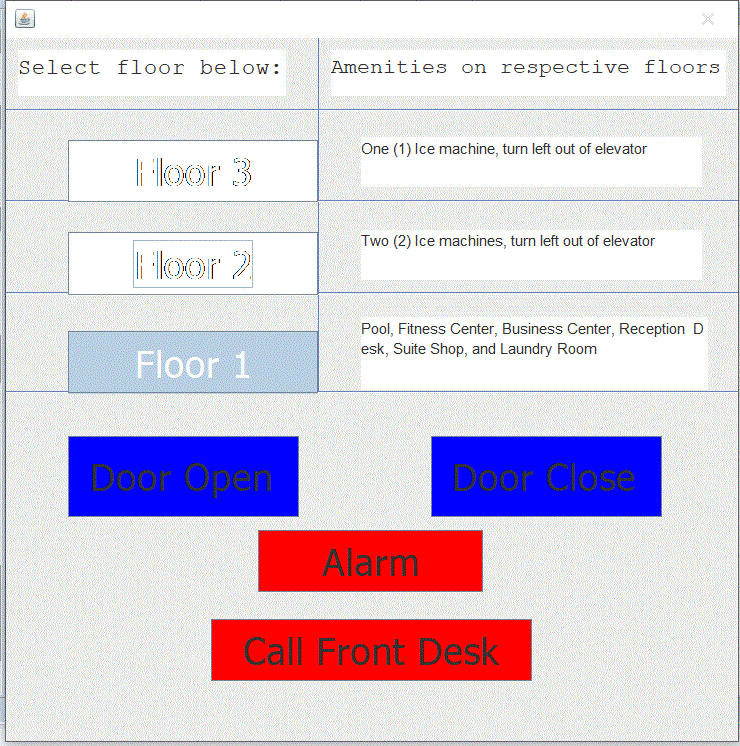 Select floor below:
Amenities on respective floors
Floor 3
One (1) Ice machine, turn left out of elevator
Floor 2
Two (2) Ice machines, turn left out of elevator
Floor 1
Pool, Fitness Center, Business Center, Reception D
esk, Suite Shop, and Laundry Room
Door Open
Door Close
Alarm
Call Front Desk